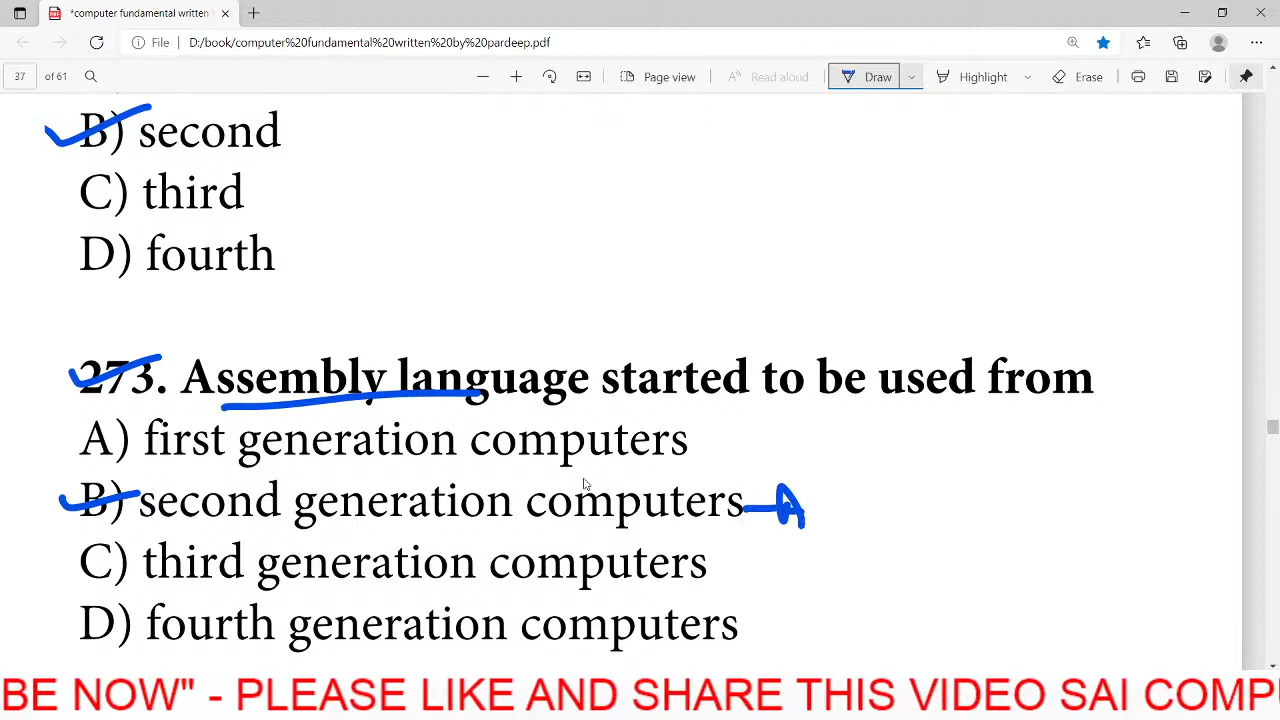 *computer fundamental written
File D:/book/computer%20fundamental%20written%20by%20pardeep.pdf
37 of 61 Page view Read aloud Draw Highlight Erase
B) second
C) third
D) fourth
273. Assembly language started to be used from
A) first generation computers
B) second generation computers - A
C) third generation computers
D) fourth generation computers
BE NOW" - PLEASE LIKE AND SHARE THIS VIDEO SAI COMP